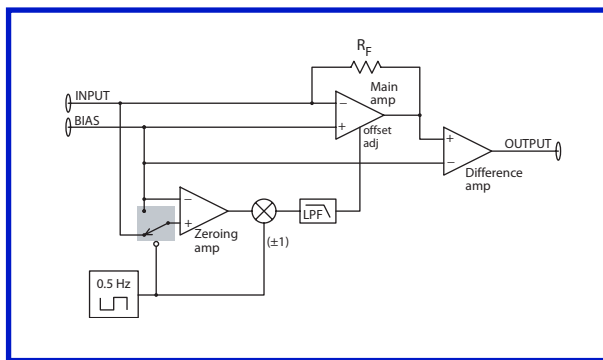 R_F
INPUT
Main
amp
−
BIAS
+
offset
adj
+
OUTPUT
−
Difference
amp
−
+
LPF
Zeroing
amp
(±1)
0.5 Hz